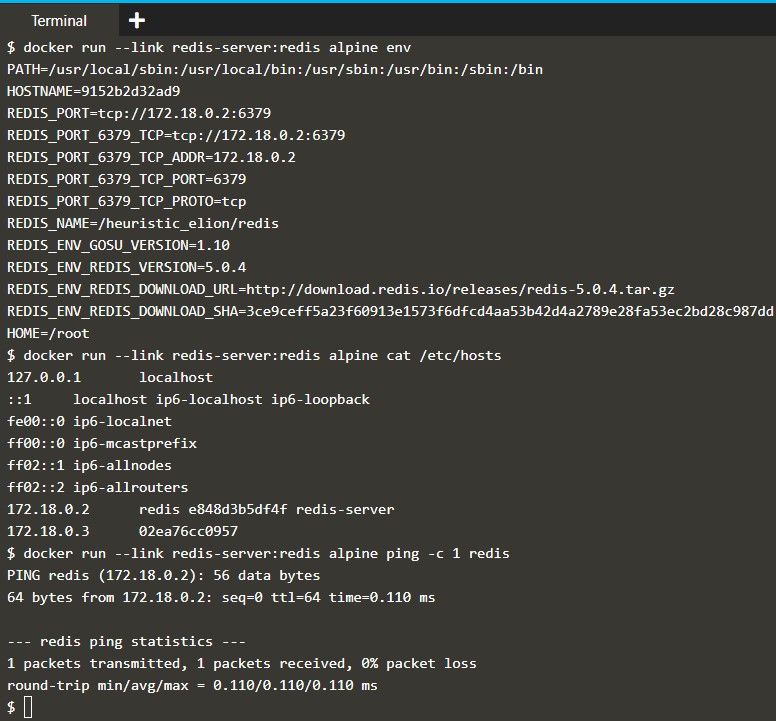 Terminal +
$ docker run --link redis-server:redis alpine env
PATH=/usr/local/sbin:/usr/local/bin:/usr/sbin:/usr/bin:/sbin:/bin
HOSTNAME=9152b2d32ad9
REDIS_PORT=tcp://172.18.0.2:6379
REDIS_PORT_6379_TCP=tcp://172.18.0.2:6379
REDIS_PORT_6379_TCP_ADDR=172.18.0.2
REDIS_PORT_6379_TCP_PORT=6379
REDIS_PORT_6379_TCP_PROTO=tcp
REDIS_NAME=/heuristic_elion/redis
REDIS_ENV_GOSU_VERSION=1.10
REDIS_ENV_REDIS_VERSION=5.0.4
REDIS_ENV_REDIS_DOWNLOAD_URL=http://download.redis.io/releases/redis-5.0.4.tar.gz
REDIS_ENV_REDIS_DOWNLOAD_SHA=3ce9ceff5a23f60913e1573f6dfcd4aa53b42d4a2789e28fa53ec2bd28c987dd
HOME=/root
$ docker run --link redis-server:redis alpine cat /etc/hosts
127.0.0.1       localhost
::1     localhost ip6-localhost ip6-loopback
fe00::0 ip6-localnet
ff00::0 ip6-mcastprefix
ff02::1 ip6-allnodes
ff02::2 ip6-allrouters
172.18.0.2      redis e848d3b5df4f redis-server
172.18.0.3      02ea76cc0957
$ docker run --link redis-server:redis alpine ping -c 1 redis
PING redis (172.18.0.2): 56 data bytes
64 bytes from 172.18.0.2: seq=0 ttl=64 time=0.110 ms
--- redis ping statistics ---
1 packets transmitted, 1 packets received, 0% packet loss
round-trip min/avg/max = 0.110/0.110/0.110 ms
$